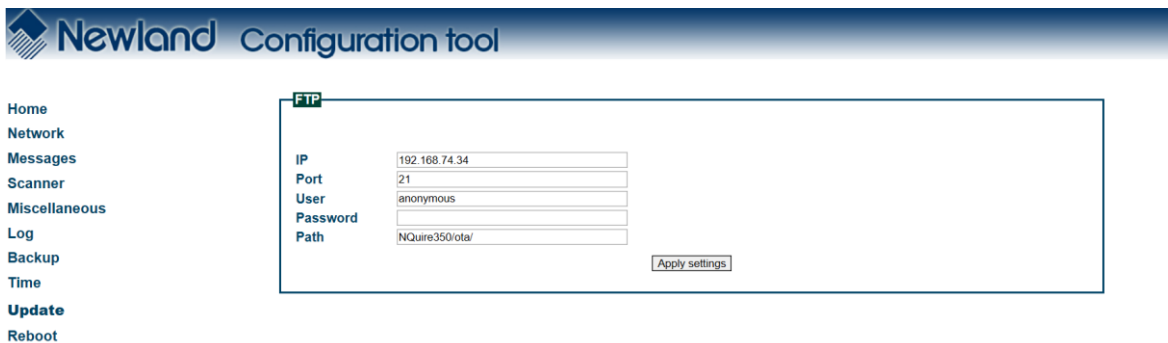 Newland Configuration tool
Home
Network
Messages
Scanner
Miscellaneous
Log
Backup
Time
Update
Reboot
FTP
IP 192.168.74.34
Port 21
User anonymous
Password
Path NQuire350/ota/
Apply settings